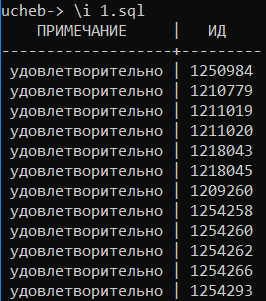 ucheb-> \i 1.sql
ПРИМЕЧАНИЕ | ИД
-------------------+---------
удовлетворительно | 1250984
удовлетворительно | 1210779
удовлетворительно | 1211019
удовлетворительно | 1211020
удовлетворительно | 1218043
удовлетворительно | 1218045
удовлетворительно | 1209260
удовлетворительно | 1254258
удовлетворительно | 1254260
удовлетворительно | 1254262
удовлетворительно | 1254266
удовлетворительно | 1254293